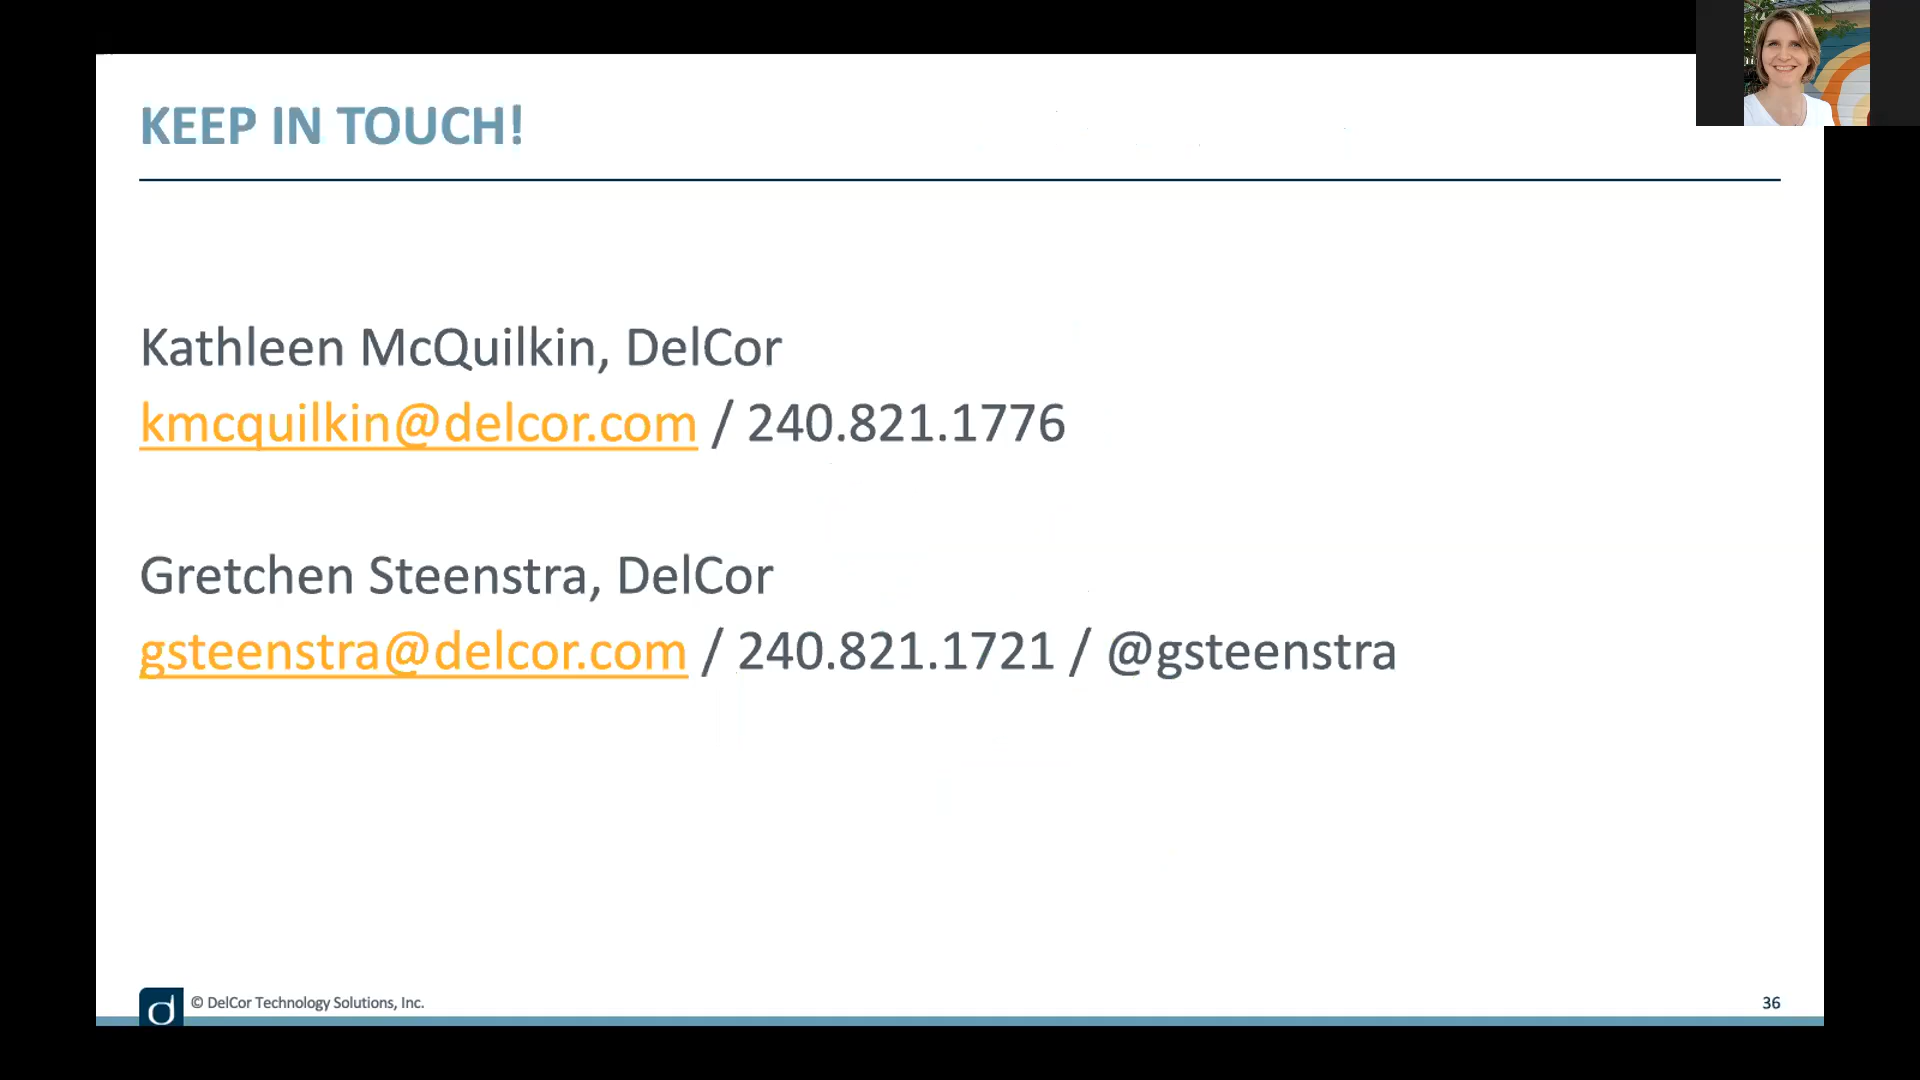 KEEP IN TOUCH!
Kathleen McQuilkin, DelCor
kmcquilkin@delcor.com / 240.821.1776
Gretchen Steenstra, DelCor
gsteenstra@delcor.com / 240.821.1721 / @gsteenstra
d © DelCor Technology Solutions, Inc.
36